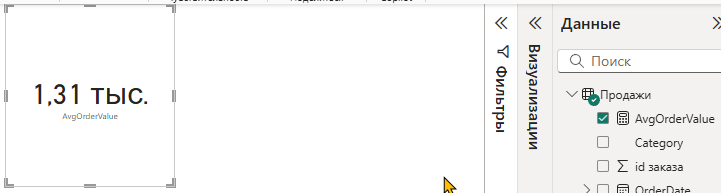 1,31 тыс.
AvgOrderValue
Фильтры
Визуализации
Данные
Поиск
Продажи
AvgOrderValue
Category
id заказа
OrderDate